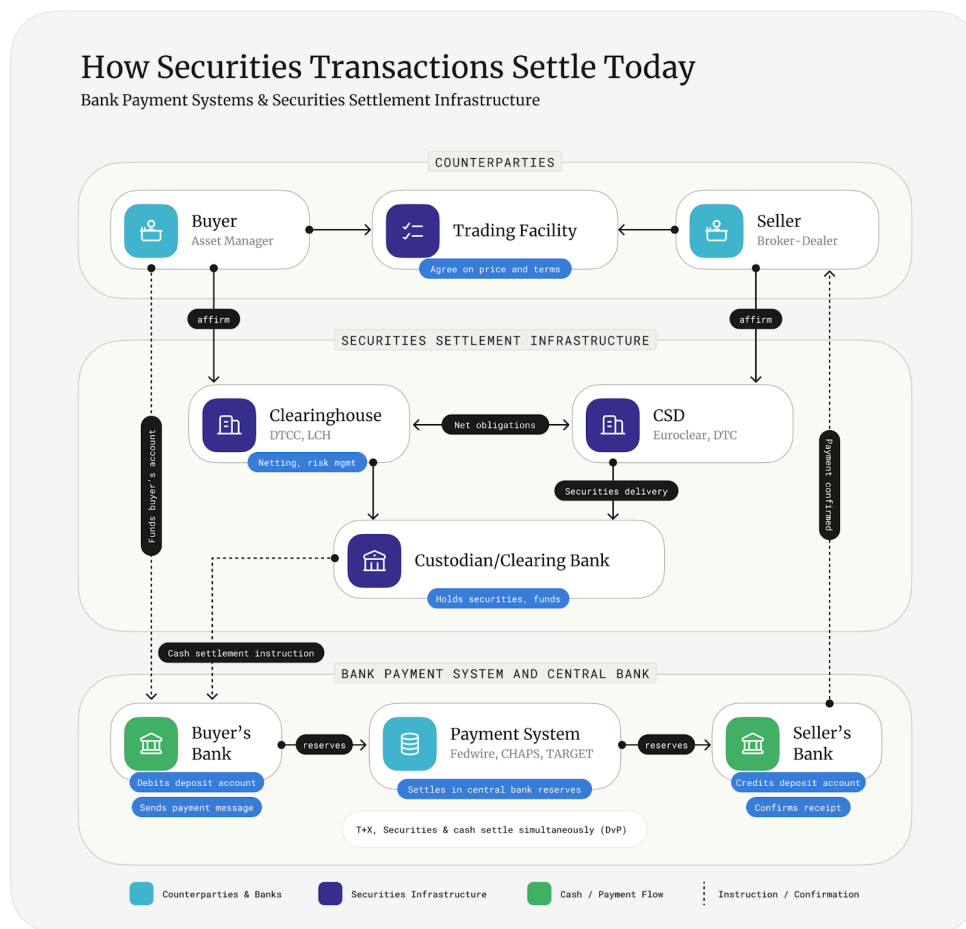 How Securities Transactions Settle Today
Bank Payment Systems & Securities Settlement Infrastructure
COUNTERPARTIES
Buyer
Asset Manager
Trading Facility
Agree on price and terms
Seller
Broker-Dealer
affirm
affirm
SECURITIES SETTLEMENT INFRASTRUCTURE
Clearinghouse
DTCC, LCH
Netting, risk mgmt
Net obligations
CSD
Euroclear, DTC
Funds buyer's account
Payment confirmed
Securities delivery
Custodian/Clearing Bank
Holds securities, funds
Cash settlement instruction
BANK PAYMENT SYSTEM AND CENTRAL BANK
Buyer’s
Bank
Debits deposit account
Sends payment message
reserves
Payment System
Fedwire, CHAPS, TARGET
Settles in central bank reserves
reserves
Seller’s
Bank
Credits deposit account
Confirms receipt
T+X, Securities & cash settle simultaneously (DvP)
Counterparties & Banks
Securities Infrastructure
Cash / Payment Flow
Instruction / Confirmation